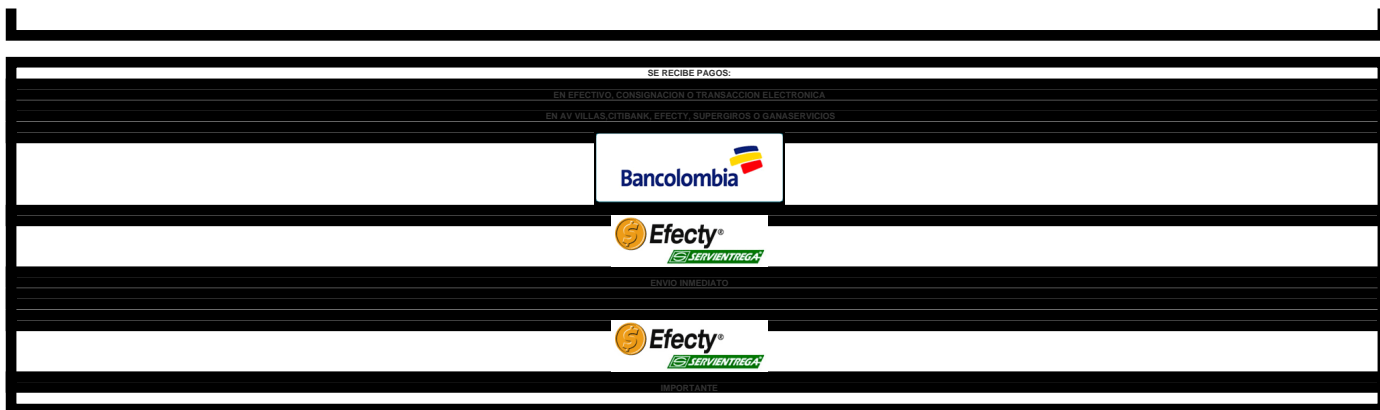 SE RECIBE PAGOS:
EN EFECTIVO, CONSIGNACION O TRANSACCION ELECTRONICA
EN AV VILLAS,CITIBANK, EFECTY, SUPERGIROS O GANASERVICIOS
Bancolombia
Efecty®
SERVIENTREGA
ENVIO INMEDIATO
Efecty®
SERVIENTREGA
IMPORTANTE